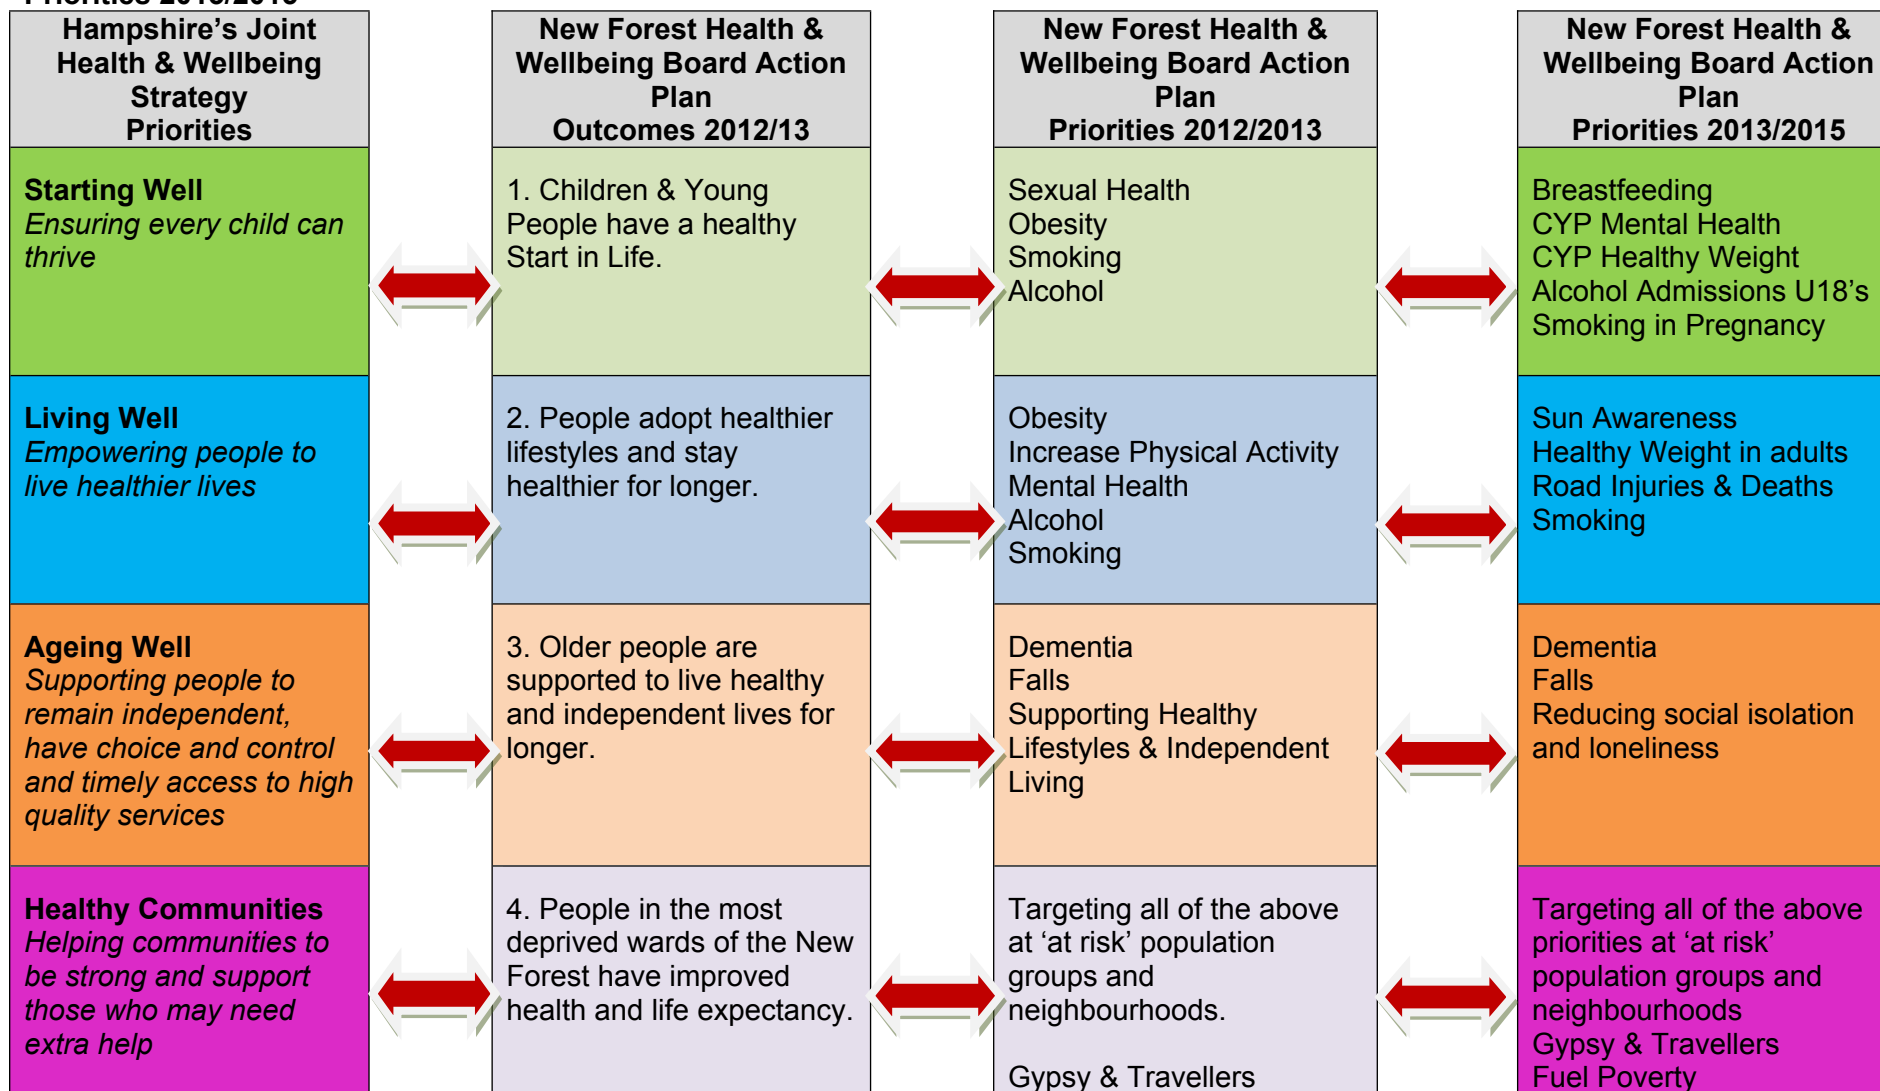 Hampshire's Joint
Health & Wellbeing
Strategy
Priorities
New Forest Health &
Wellbeing Board Action
Plan
Outcomes 2012/13
New Forest Health &
Wellbeing Board Action
Plan
Priorities 2012/2013
New Forest Health &
Wellbeing Board Action
Plan
Priorities 2013/2015
Starting Well
Ensuring every child can
thrive
1. Children & Young
People have a healthy
Start in Life.
Sexual Health
Obesity
Smoking
Alcohol
Breastfeeding
CYP Mental Health
CYP Healthy Weight
Alcohol Admissions U18's
Smoking in Pregnancy
Living Well
Empowering people to
live healthier lives
2. People adopt healthier
lifestyles and stay
healthier for longer.
Obesity
Increase Physical Activity
Mental Health
Alcohol
Smoking
Sun Awareness
Healthy Weight in adults
Road Injuries & Deaths
Smoking
Ageing Well
Supporting people to
remain independent,
have choice and control
and timely access to high
quality services
3. Older people are
supported to live healthy
and independent lives for
longer.
Dementia
Falls
Supporting Healthy
Lifestyles & Independent
Living
Dementia
Falls
Reducing social isolation
and loneliness
Healthy Communities
Helping communities to
be strong and support
those who may need
extra help
4. People in the most
deprived wards of the New
Forest have improved
health and life expectancy.
Targeting all of the above
at ‘at risk’ population
groups and
neighbourhoods.
Gypsy & Travellers
Targeting all of the above
priorities at ‘at risk’
population groups and
neighbourhoods
Gypsy & Travellers
Fuel Poverty